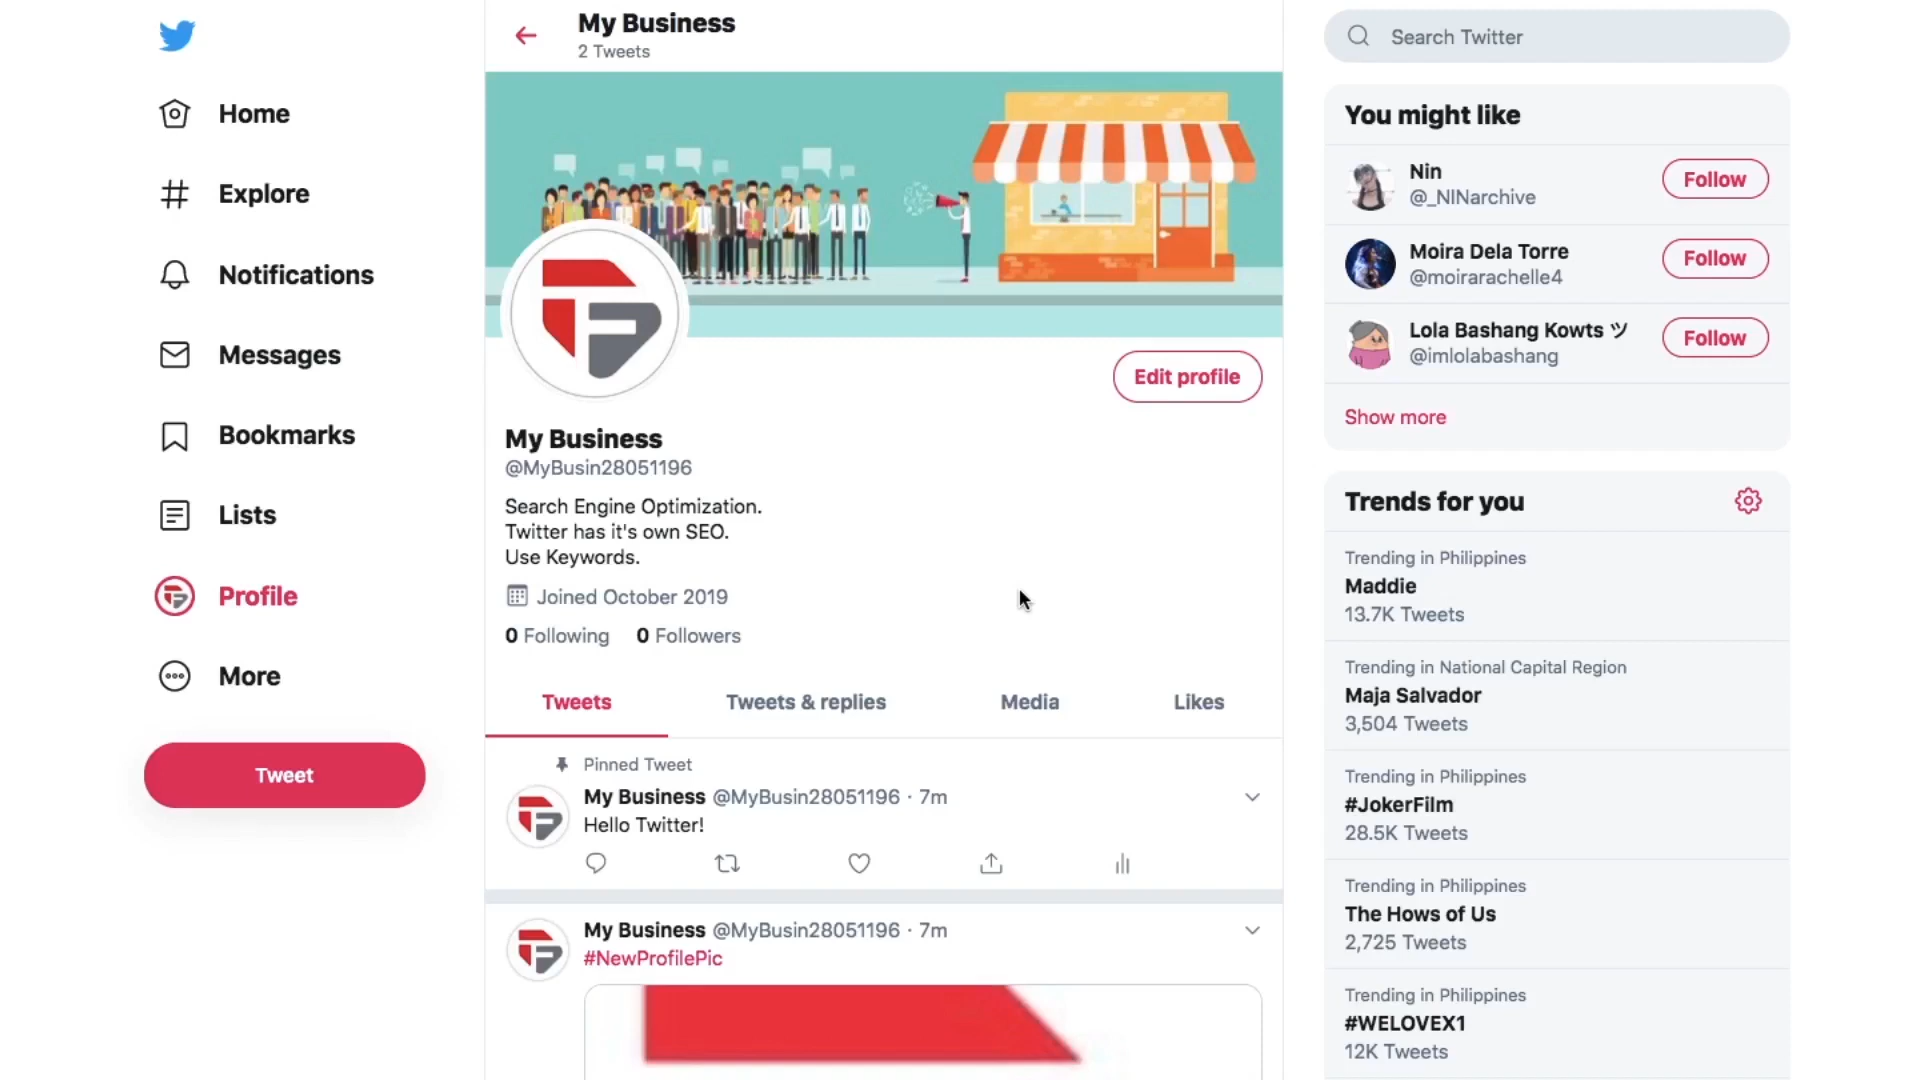 Home
Explore
Notifications
Messages
Bookmarks
Lists
Profile
More
Tweet
My Business
2 Tweets
Edit profile
My Business
@MyBusin28051196
Search Engine Optimization.
Twitter has it's own SEO.
Use Keywords.
Joined October 2019
0 Following 0 Followers
Tweets Tweets & replies Media Likes
Pinned Tweet
My Business @MyBusin28051196 · 7m
Hello Twitter!
My Business @MyBusin28051196 · 7m
#NewProfilePic
Search Twitter
You might like
Nin
@_NINarchive
Follow
Moira Dela Torre
@moirarachelle4
Follow
Lola Bashang Kowts ツ
@imlolabashang
Follow
Show more
Trends for you
Trending in Philippines
Maddie
13.7K Tweets
Trending in National Capital Region
Maja Salvador
3,504 Tweets
Trending in Philippines
#JokerFilm
28.5K Tweets
Trending in Philippines
The Hows of Us
2,725 Tweets
Trending in Philippines
#WELOVEX1
12K Tweets